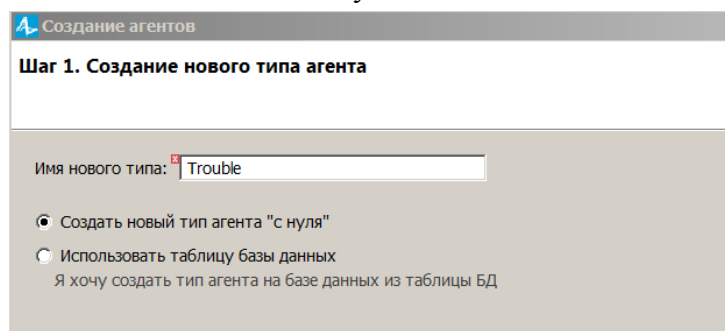 Создание агентов
Шаг 1. Создание нового типа агента
Имя нового типа: Trouble
Создать новый тип агента "с нуля"
Использовать таблицу базы данных
Я хочу создать тип агента на базе данных из таблицы БД